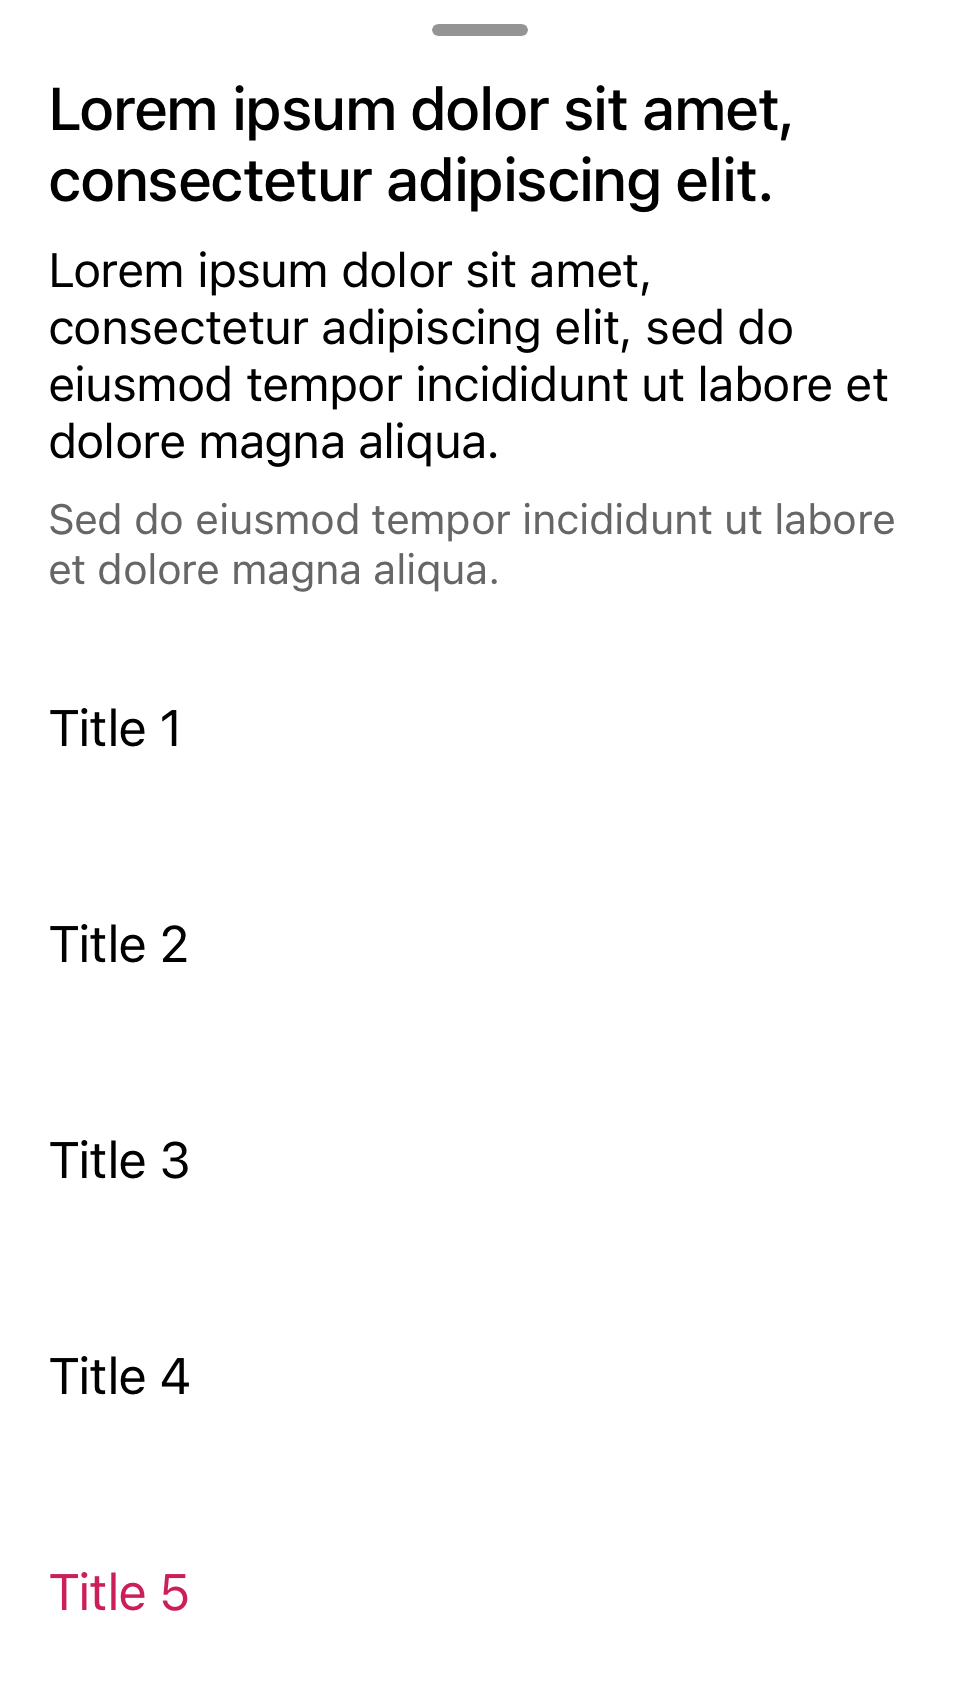 Lorem ipsum dolor sit amet,
consectetur adipiscing elit.
Lorem ipsum dolor sit amet,
consectetur adipiscing elit, sed do
eiusmod tempor incididunt ut labore et
dolore magna aliqua.
Sed do eiusmod tempor incididunt ut labore
et dolore magna aliqua.
Title 1
Title 2
Title 3
Title 4
Title 5